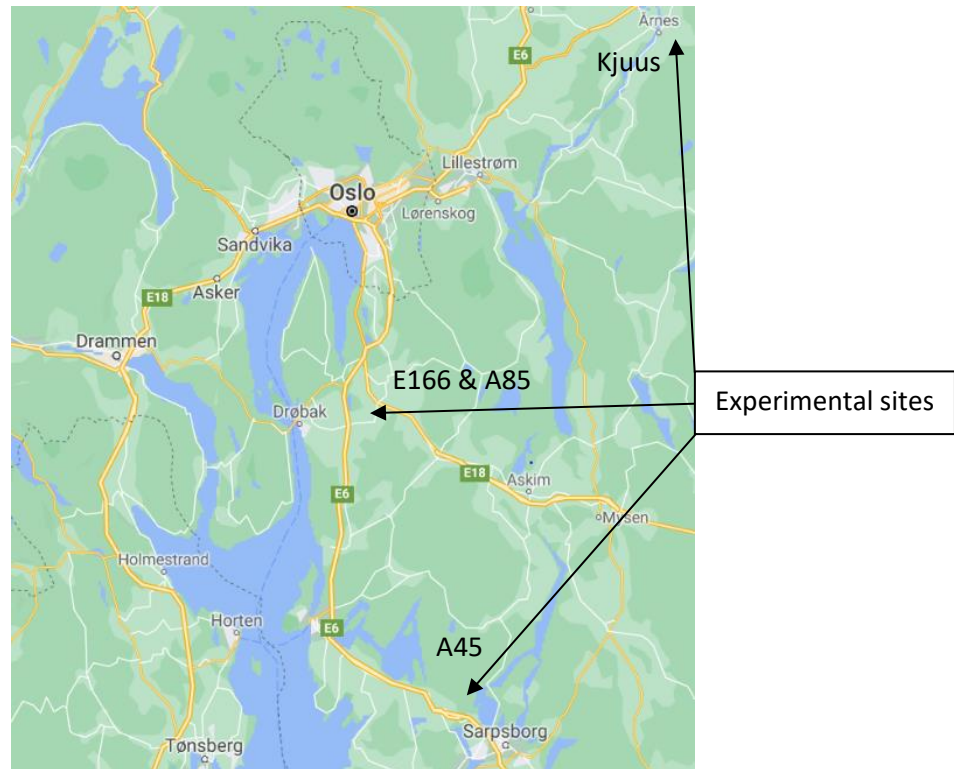 Årnes
E6
Kjuus
Lillestrøm
Oslo
Lørenskog
Sandvika
Asker
E18
Drammen
E166 & A85
Experimental sites
Drøbak
E18
Askim
E6
Mysen
Holmestrand
Horten
E6
A45
Sarpsborg
Tønsberg